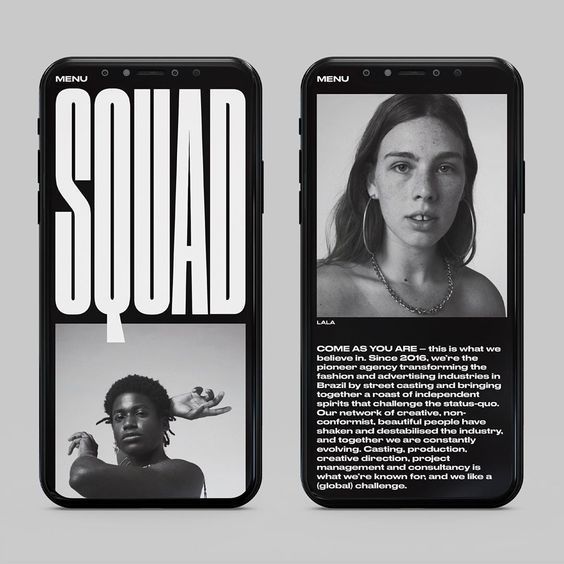 MENU
SQUAD
MENU
LALA
COME AS YOU ARE — this is what we
believe in. Since 2016, we're the
pioneer agency transforming the
fashion and advertising industries in
Brazil by street casting and bringing
together a roast of independent
spirits that challenge the status-quo.
Our network of creative, non-
conformist, beautiful people have
shaken and destabilised the industry,
and together we are constantly
evolving. Casting, production,
creative direction, project
management and consultancy is
what we're known for, and we like a
(global) challenge.